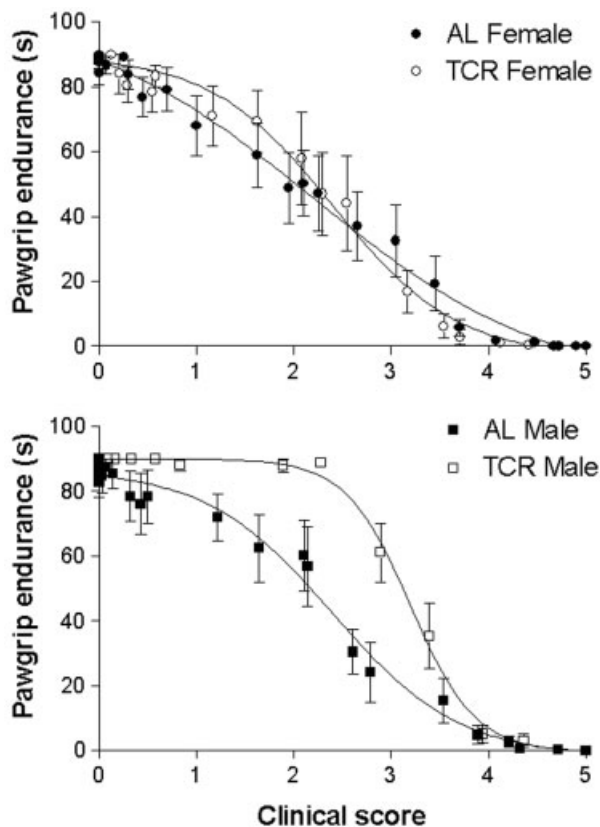 100
80
60
40
20
0
Pawgrip endurance (s)
AL Female
TCR Female
0 1 2 3 4 5
100
80
60
40
20
0
Pawgrip endurance (s)
AL Male
TCR Male
0 1 2 3 4 5
Clinical score